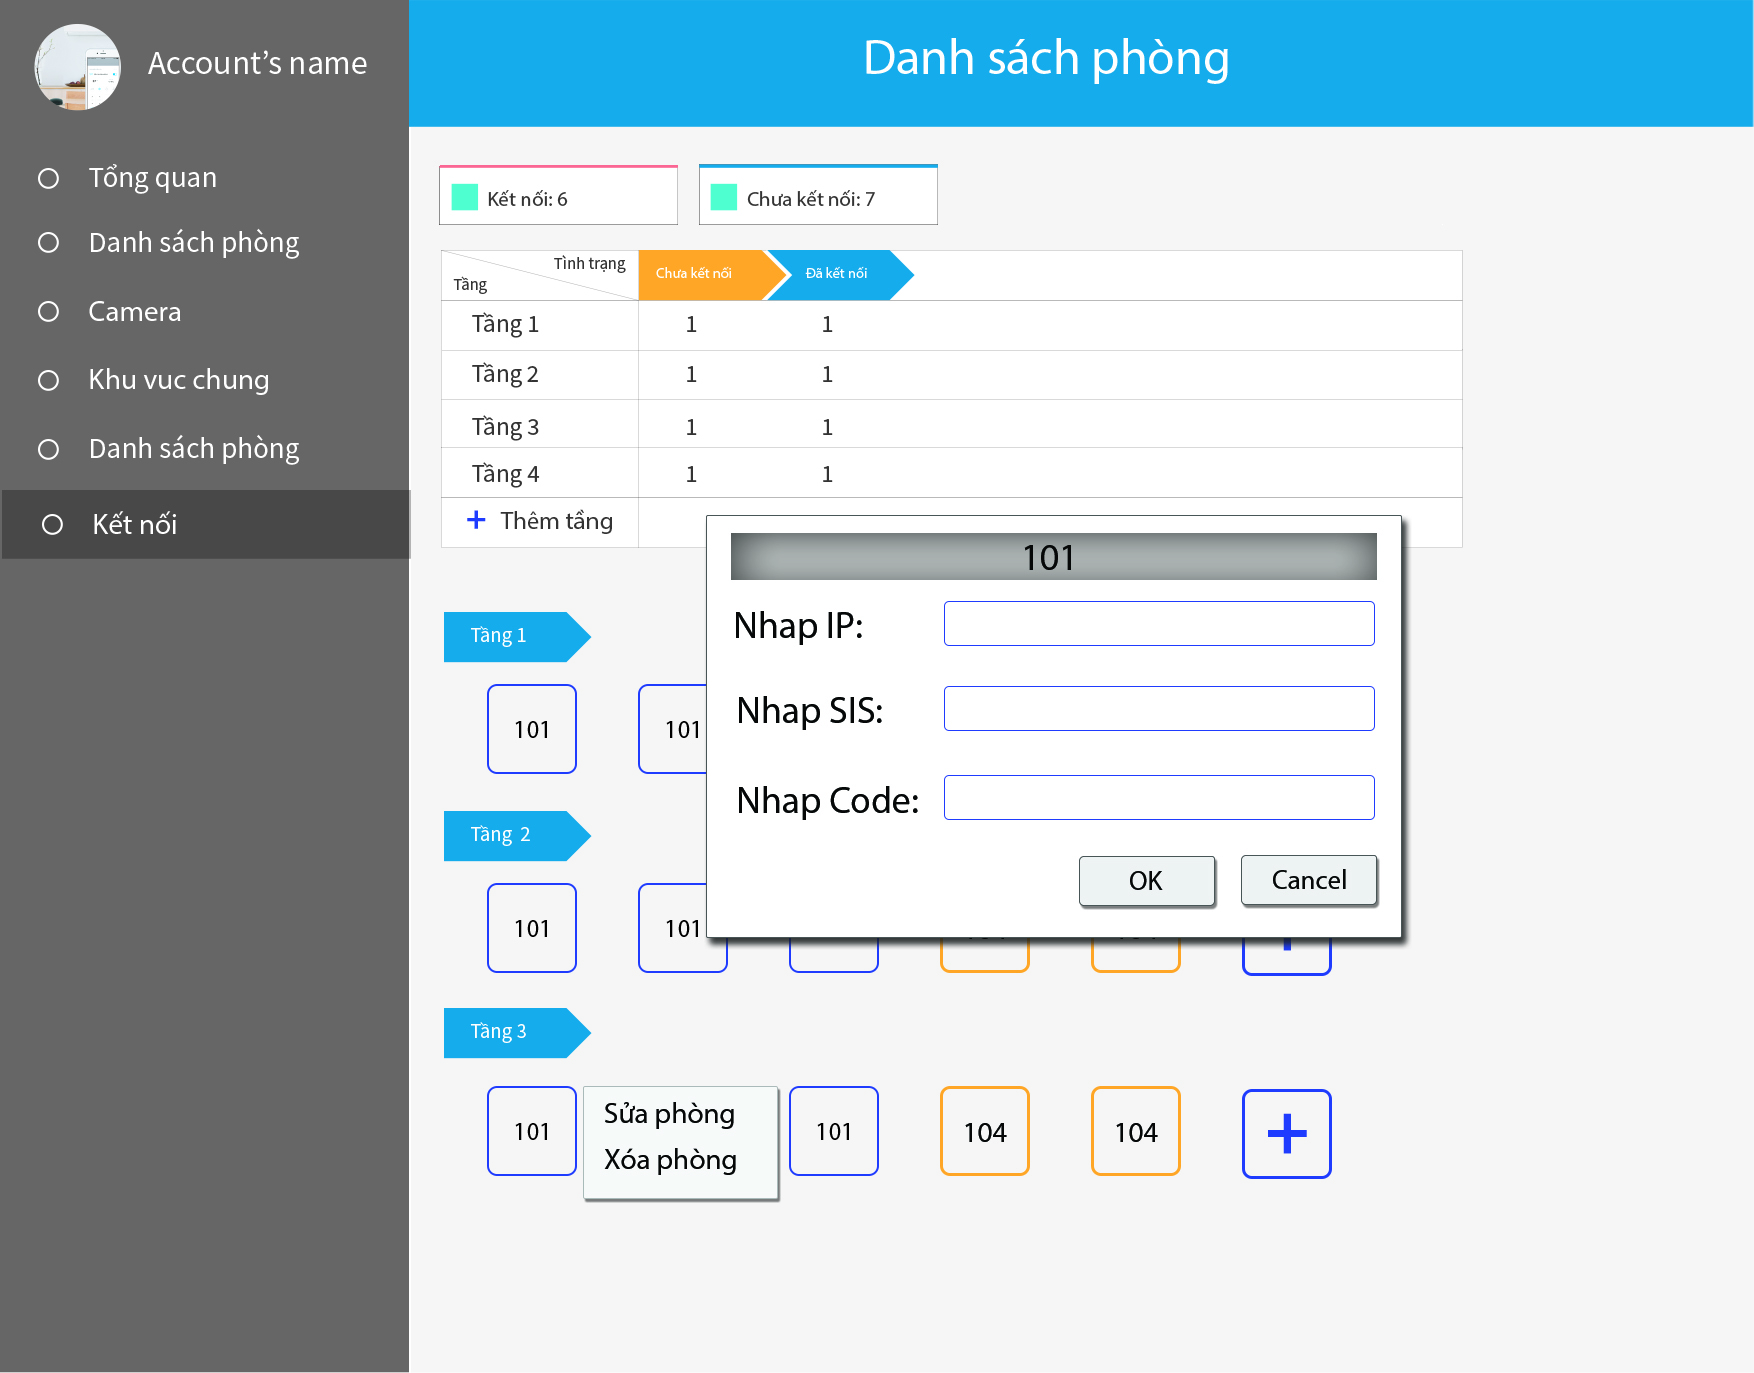 Account's name
Danh sách phòng
Tổng quan
Danh sách phòng
Camera
Khu vuc chung
Danh sách phòng
Kết nối
Kết nối: 6
Chưa kết nối: 7
Tình trạng
Tầng
Chưa kết nối
Đã kết nối
Tầng 1 1 1
Tầng 2 1 1
Tầng 3 1 1
Tầng 4 1 1
+ Thêm tầng
101
Nhap IP:
Nhap SIS:
Nhap Code:
OK Cancel
Tầng 1
101 101
Tầng 2
101 101
Tầng 3
101 101 104 104 +
Sửa phòng
Xóa phòng